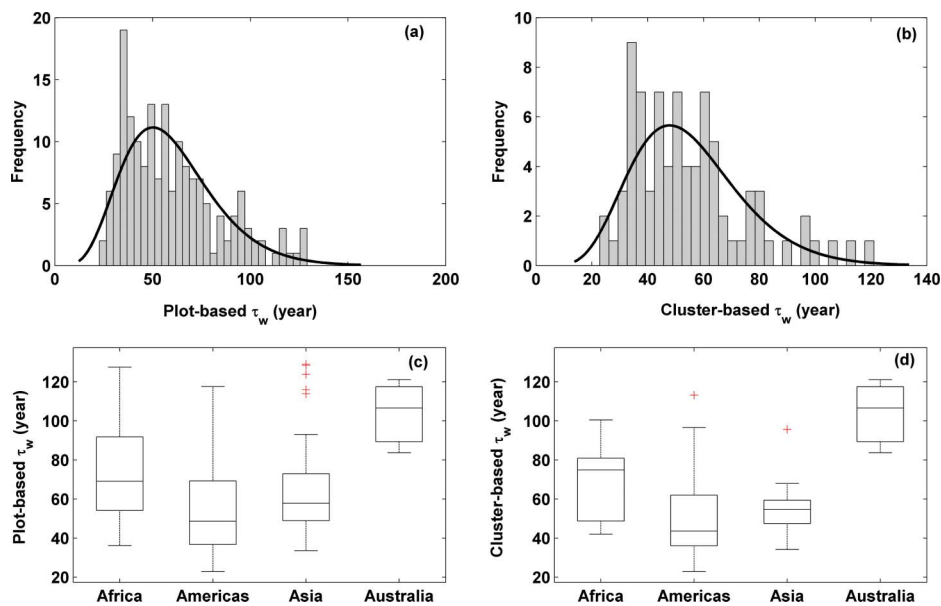 (a)
Frequency
20
15
10
5
0
0 50 100 150 200
Plot-based τw (year)
(b)
Frequency
10
8
6
4
2
0
0 20 40 60 80 100 120 140
Cluster-based τw (year)
(c)
Plot-based τw (year)
120
100
80
60
40
20
Africa Americas Asia Australia
(d)
Cluster-based τw (year)
120
100
80
60
40
20
Africa Americas Asia Australia